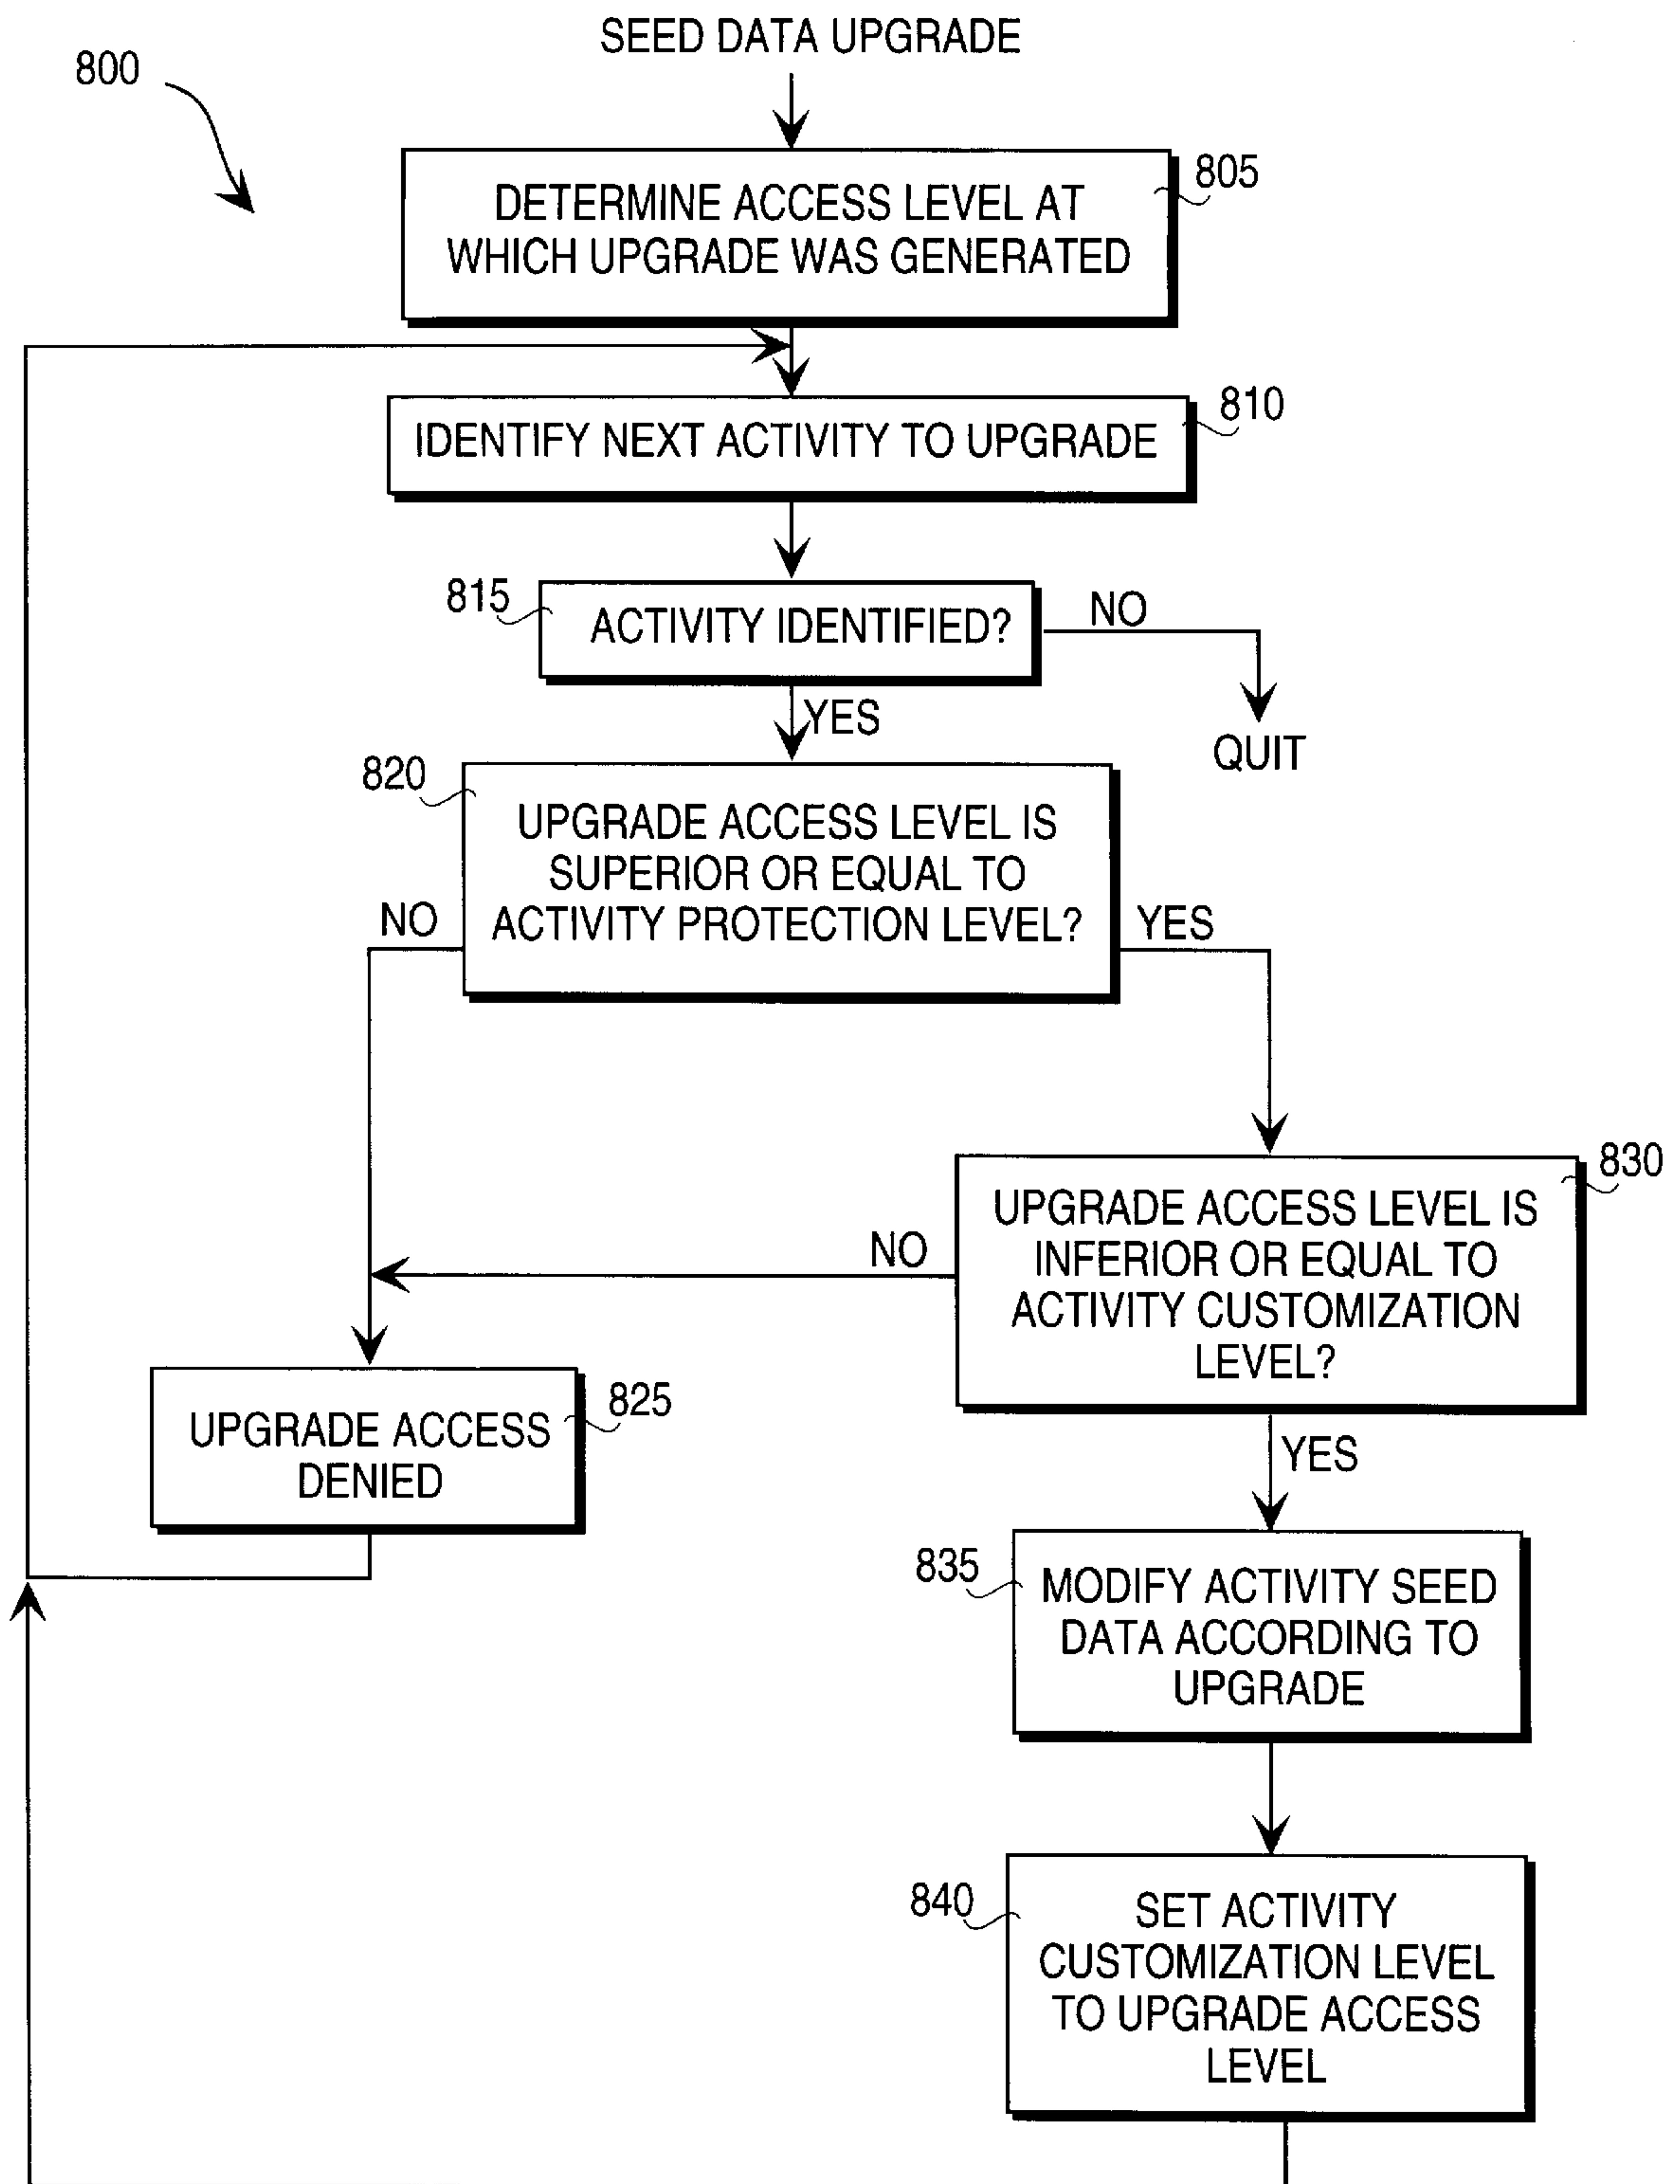 SEED DATA UPGRADE
800
DETERMINE ACCESS LEVEL AT
WHICH UPGRADE WAS GENERATED
805
IDENTIFY NEXT ACTIVITY TO UPGRADE
810
815
ACTIVITY IDENTIFIED?
NO
YES
QUIT
820
UPGRADE ACCESS LEVEL IS
SUPERIOR OR EQUAL TO
ACTIVITY PROTECTION LEVEL?
NO
YES
830
UPGRADE ACCESS LEVEL IS
INFERIOR OR EQUAL TO
ACTIVITY CUSTOMIZATION
LEVEL?
NO
YES
UPGRADE ACCESS
DENIED
825
835
MODIFY ACTIVITY SEED
DATA ACCORDING TO
UPGRADE
840
SET ACTIVITY
CUSTOMIZATION LEVEL
TO UPGRADE ACCESS
LEVEL